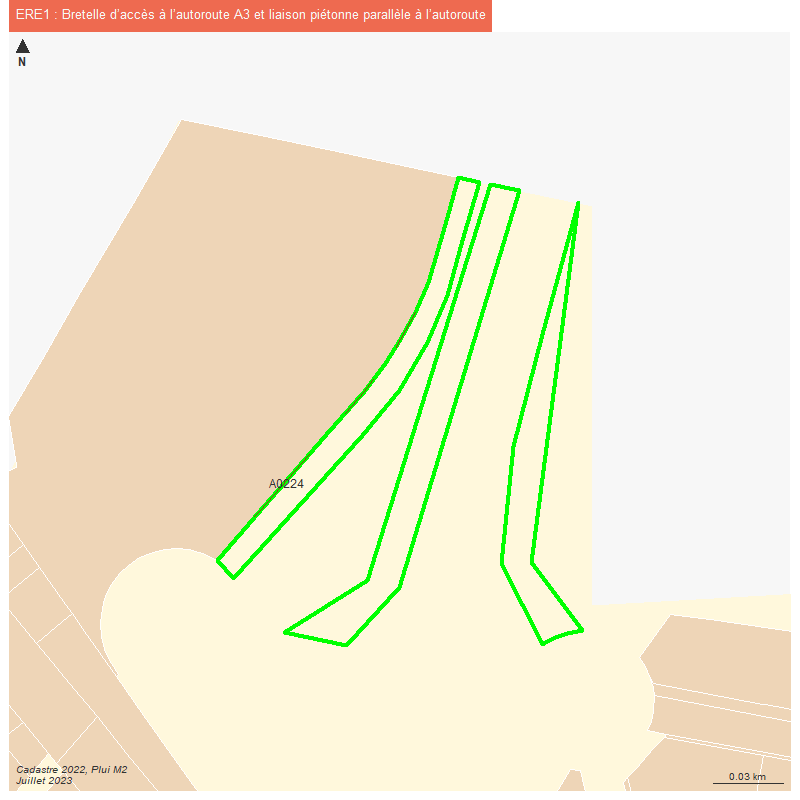 ERE1 : Bretelle d'accès à l'autoroute A3 et liaison piétonne parallèle à l'autoroute
N
A0224
Cadastre 2022, Plui M2
Juillet 2023
0.03 km